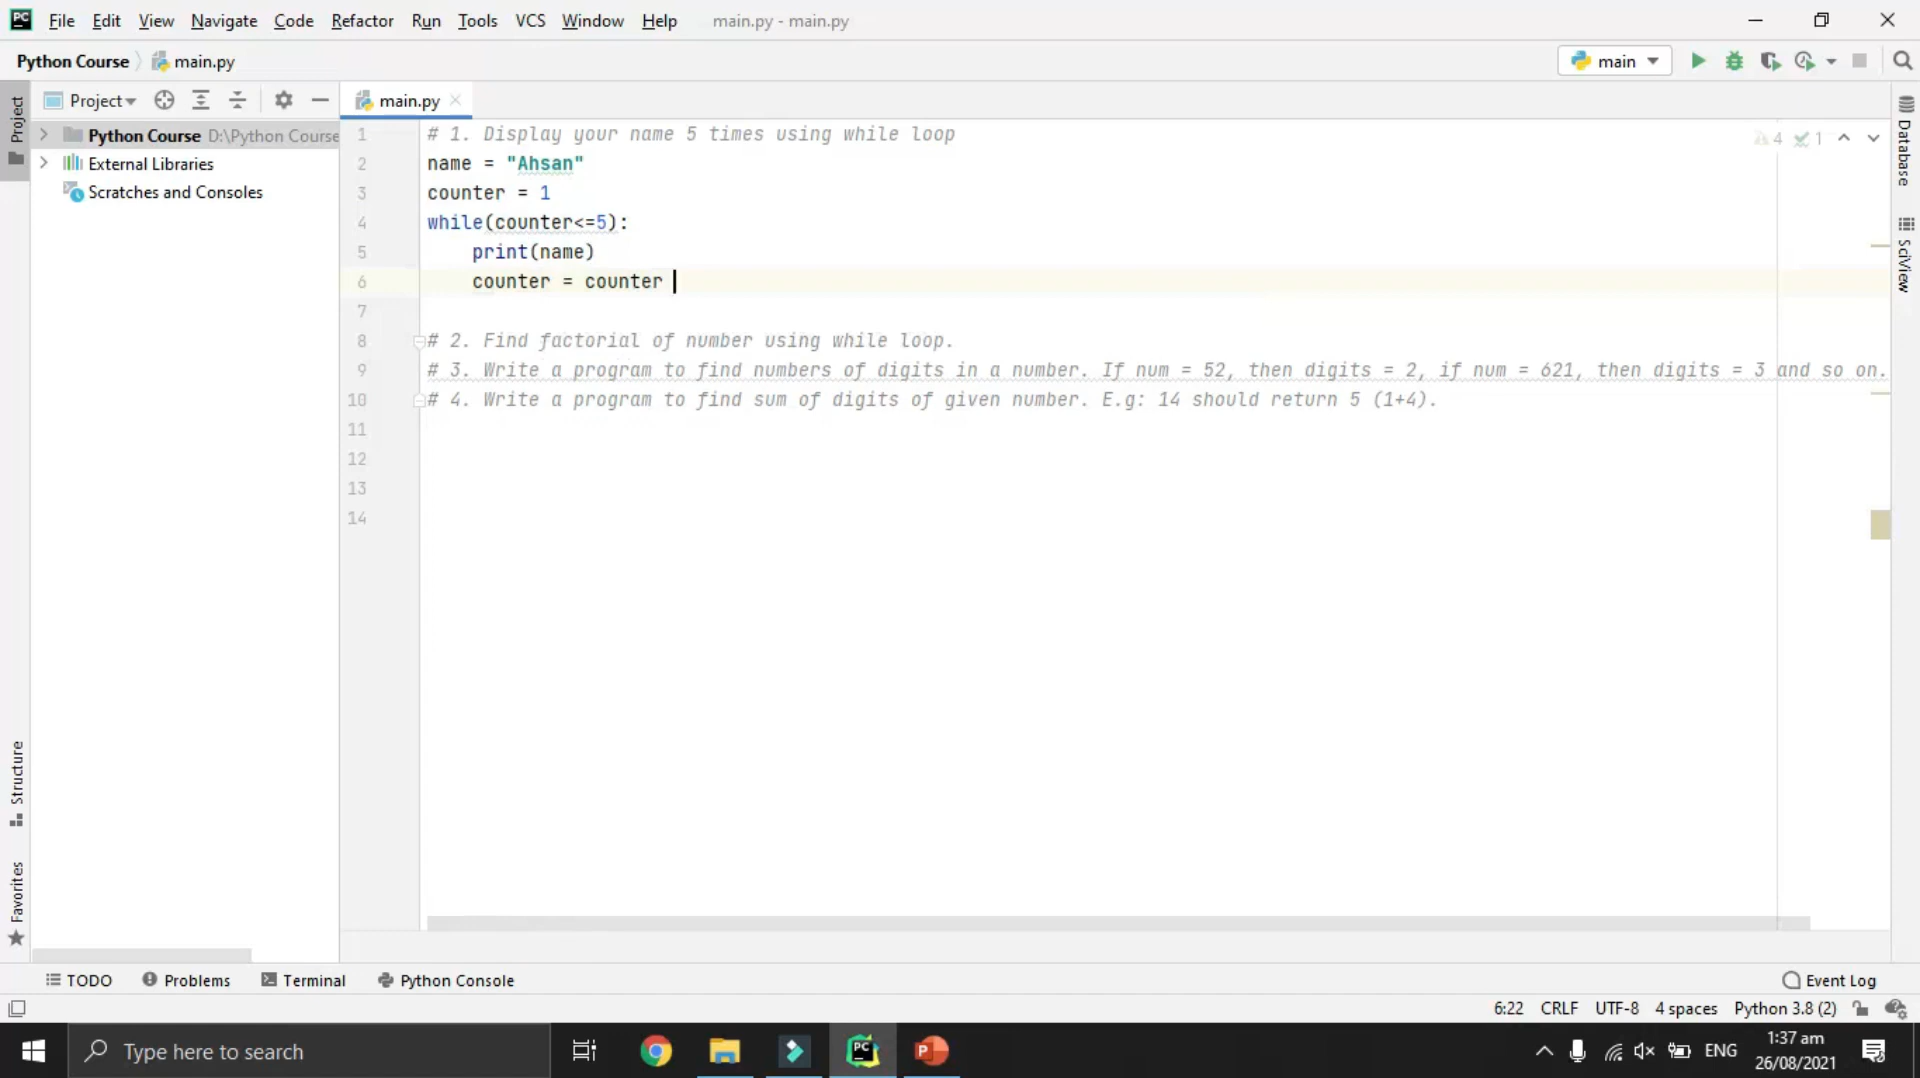 PC File Edit View Navigate Code Refactor Run Tools VCS Window Help main.py - main.py
Python Course main.py main
Project main.py
Project
Python Course D:\Python Course
External Libraries
Scratches and Consoles
Structure
Favorites
1 # 1. Display your name 5 times using while loop
2 name = "Ahsan"
3 counter = 1
4 while(counter<=5):
5 print(name)
6 counter = counter
7
8 # 2. Find factorial of number using while loop.
9 # 3. Write a program to find numbers of digits in a number. If num = 52, then digits = 2, if num = 621, then digits = 3 and so on.
10 # 4. Write a program to find sum of digits of given number. E.g: 14 should return 5 (1+4).
11
12
13
14
4 1
Database
SciView
TODO Problems Terminal Python Console Event Log
6:22 CRLF UTF-8 4 spaces Python 3.8 (2)
Type here to search PC P ENG 1:37 am
26/08/2021